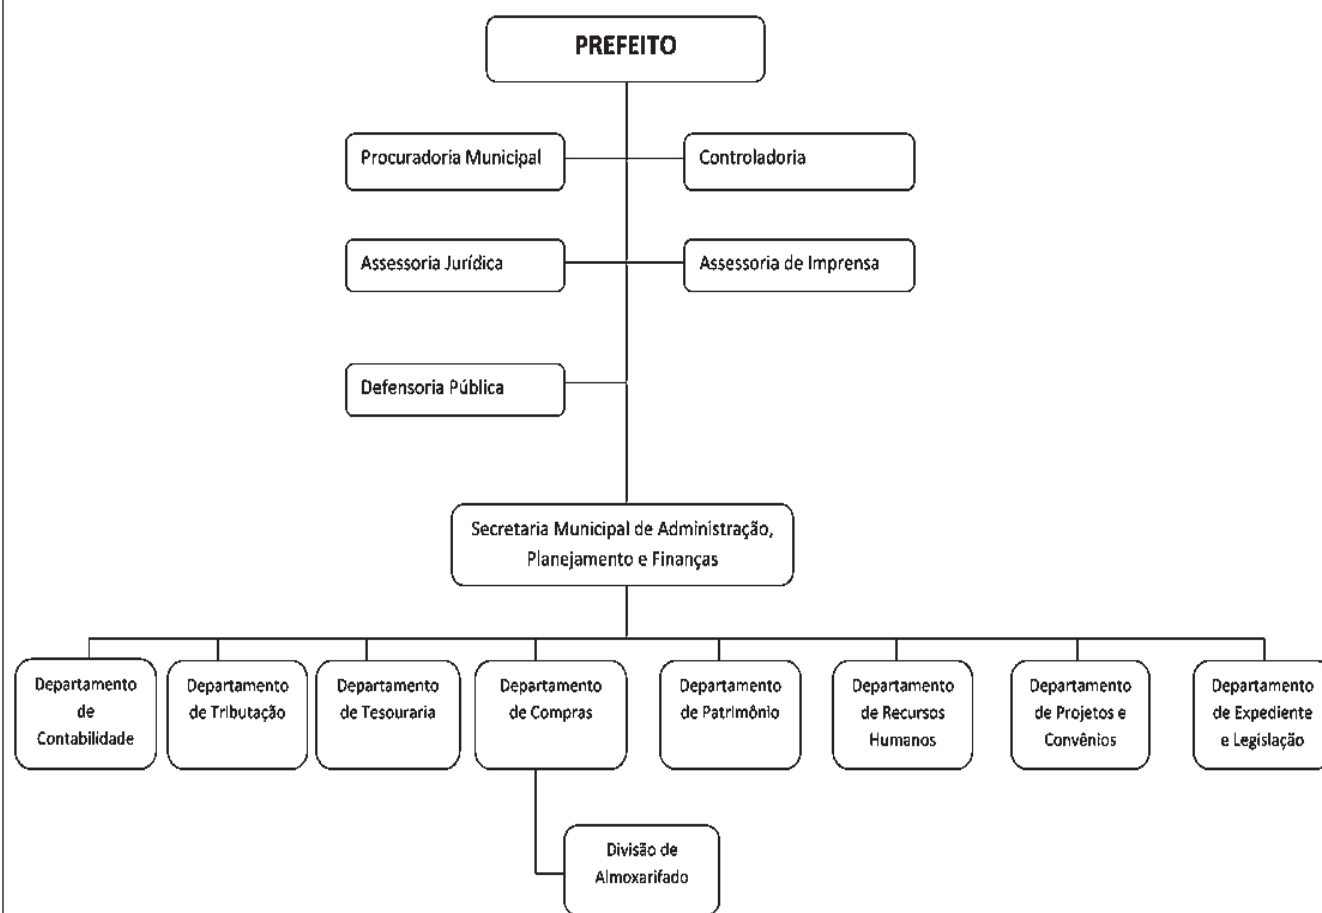 PREFEITO
Procuradoria Municipal
Controladoria
Assessoria Jurídica
Assessoria de Imprensa
Defensoria Pública
Secretaria Municipal de Administração,
Planejamento e Finanças
Departamento
de
Contabilidade
Departamento
de Tributação
Departamento
de Tesouraria
Departamento
de Compras
Departamento
de Patrimônio
Departamento
de Recursos
Humanos
Departamento
de Projetos e
Convênios
Departamento
de Expediente
e Legislação
Divisão de
Almoxarifado